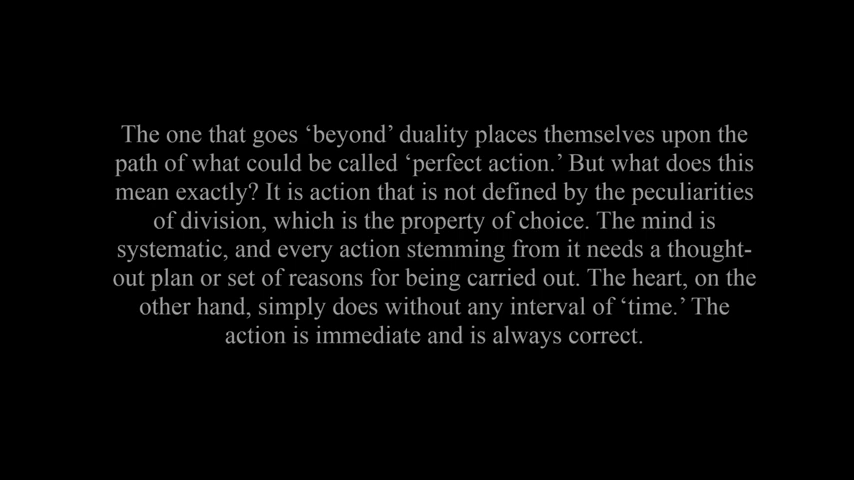 The one that goes ‘beyond’ duality places themselves upon the
path of what could be called ‘perfect action.’ But what does this
mean exactly? It is action that is not defined by the peculiarities
of division, which is the property of choice. The mind is
systematic, and every action stemming from it needs a thought-
out plan or set of reasons for being carried out. The heart, on the
other hand, simply does without any interval of ‘time.’ The
action is immediate and is always correct.